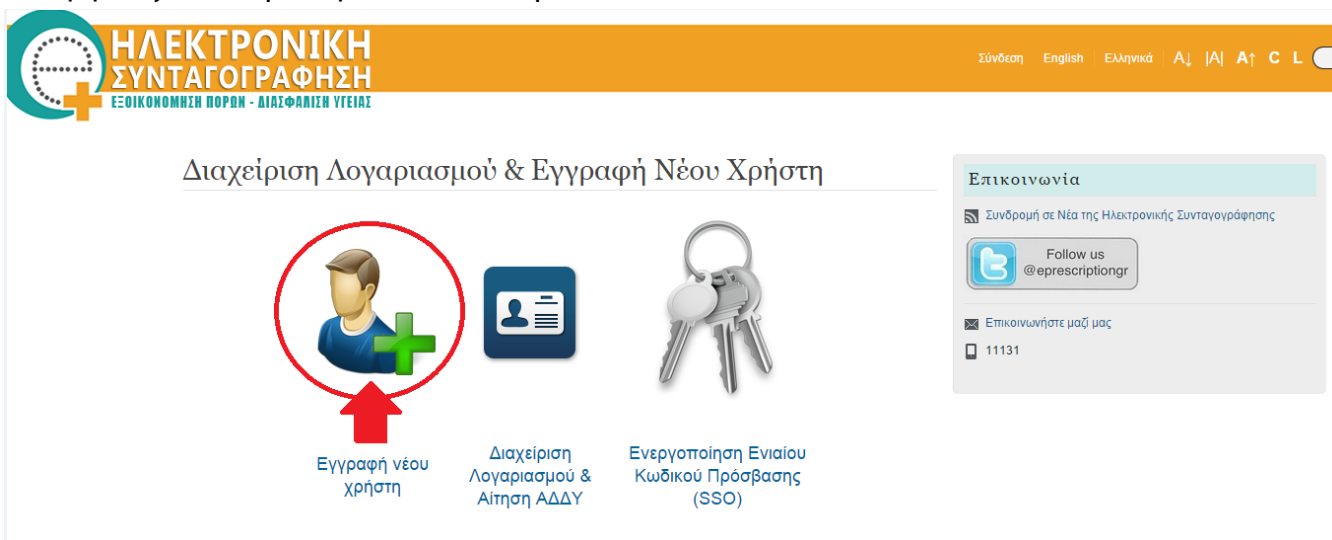 ΗΛΕΚΤΡΟΝΙΚΗ
ΣΥΝΤΑΓΟΓΡΑΦΗΣΗ
ΕΞΟΙΚΟΝΟΜΗΣΗ ΠΟΡΩΝ - ΔΙΑΣΦΑΛΙΣΗ ΥΓΕΙΑΣ
Σύνδεση English Ελληνικά A↓ |A| A↑ C L
Διαχείριση Λογαριασμού & Εγγραφή Νέου Χρήστη
Εγγραφή νέου
χρήστη
Διαχείριση
Λογαριασμού &
Αίτηση ΑΔΔΥ
Ενεργοποίηση Ενιαίου
Κωδικού Πρόσβασης
(SSO)
Επικοινωνία
Συνδρομή σε Νέα της Ηλεκτρονικής Συνταγογράφησης
Follow us
@eprescriptiongr
Επικοινωνήστε μαζί μας
11131